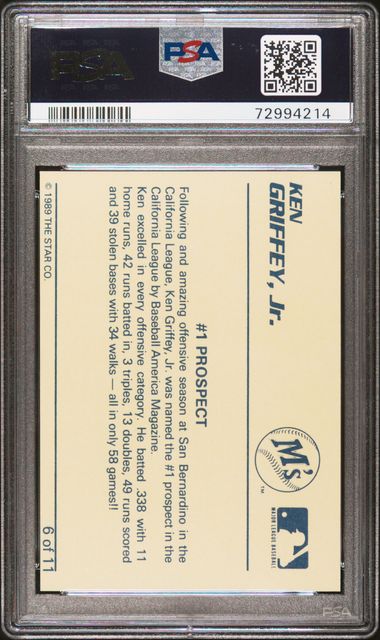 PSA
PSA
72994214
KEN
GRIFFEY, Jr.
M's
TM
MAJOR LEAGUE BASEBALL
#1 PROSPECT
Following and amazing offensive season at San Bernardino in the
California League, Ken Griffey, Jr. was named the #1 prospect in the
California League by Baseball America Magazine.
Ken excelled in every offensive category. He batted .338 with 11
home runs, 42 runs batted in, 3 triples, 13 doubles, 49 runs scored
and 39 stolen bases with 34 walks — all in only 58 games!!
© 1989 THE STAR CO.
6 of 11
PSA
PSA